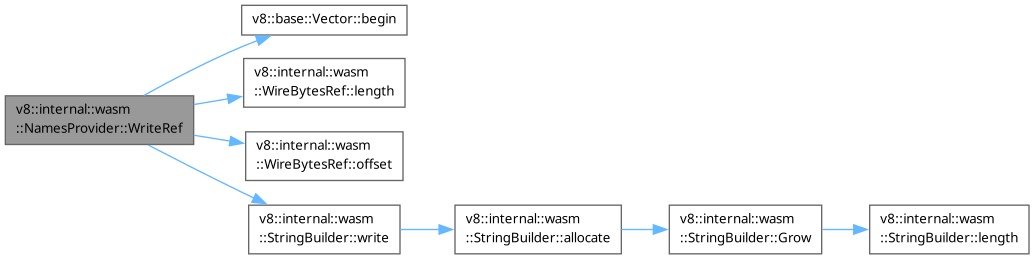 v8::base::Vector::begin
v8::internal::wasm
::WireBytesRef::length
v8::internal::wasm
::NamesProvider::WriteRef
v8::internal::wasm
::WireBytesRef::offset
v8::internal::wasm
::StringBuilder::write
v8::internal::wasm
::StringBuilder::allocate
v8::internal::wasm
::StringBuilder::Grow
v8::internal::wasm
::StringBuilder::length